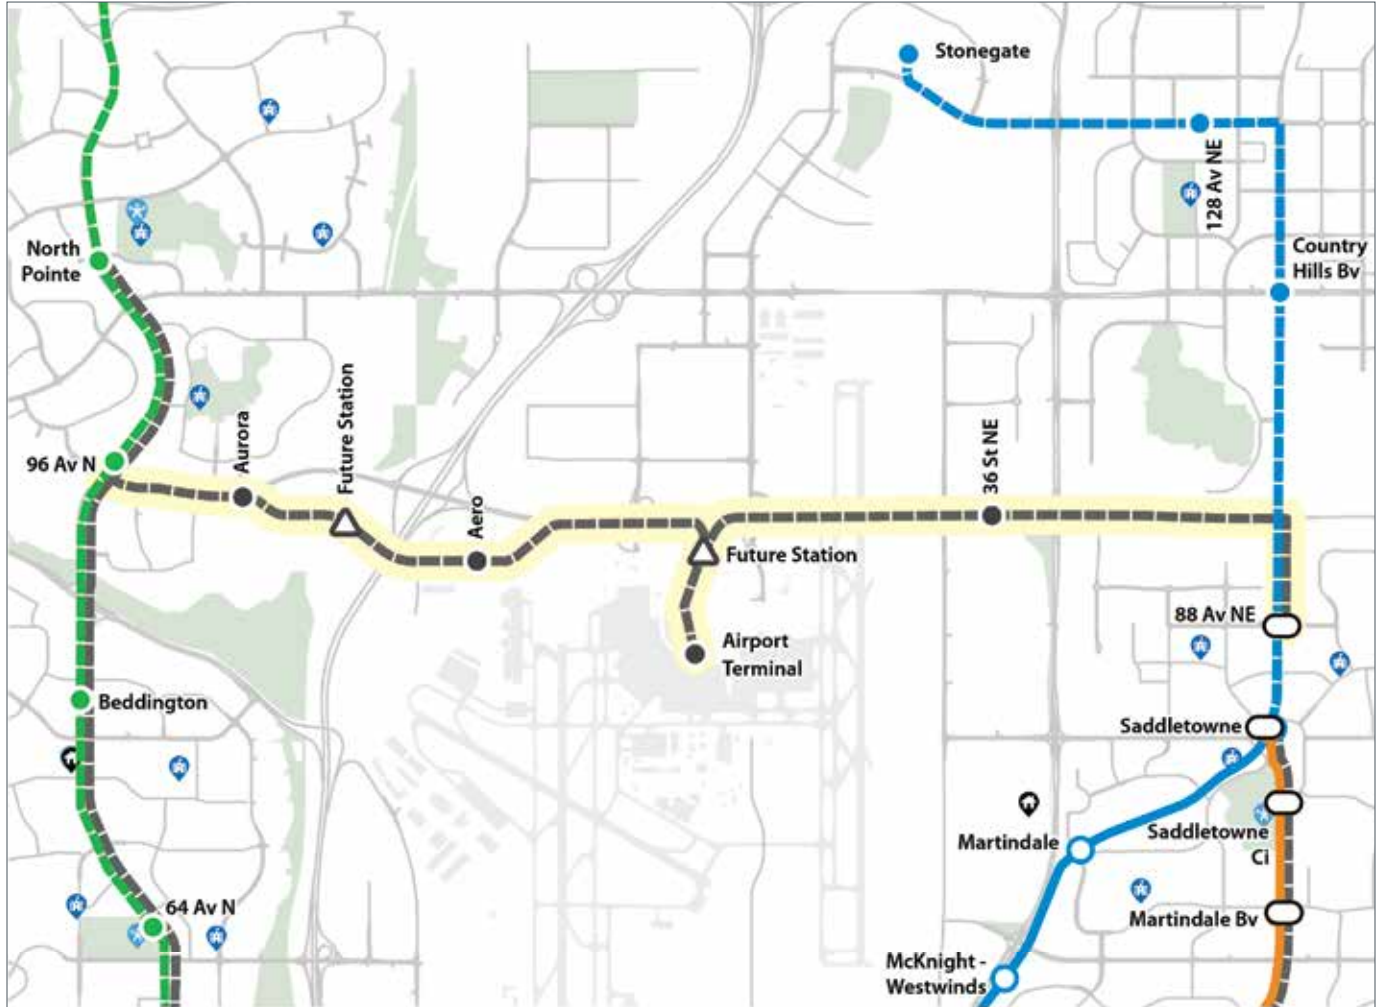 Stonegate
128 Av NE
North
Pointe
Country
Hills Bv
96 Av N
Aurora
Future Station
Aero
36 St NE
Future Station
88 Av NE
Airport
Terminal
Beddington
Saddletowne
Saddletowne
Ci
Martindale
64 Av N
Martindale Bv
McKnight -
Westwinds